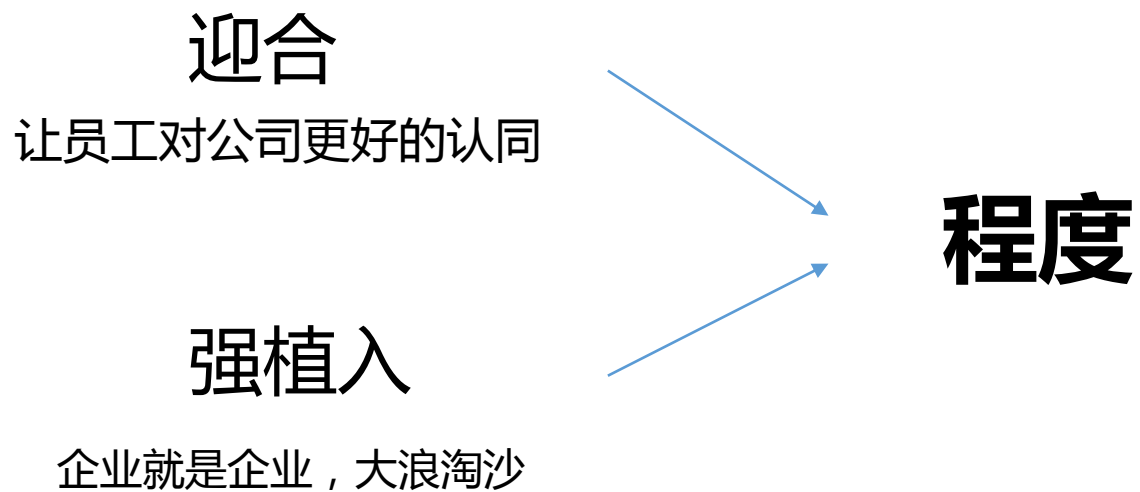 迎合
让员工对公司更好的认同
程度
强植入
企业就是企业，大浪淘沙